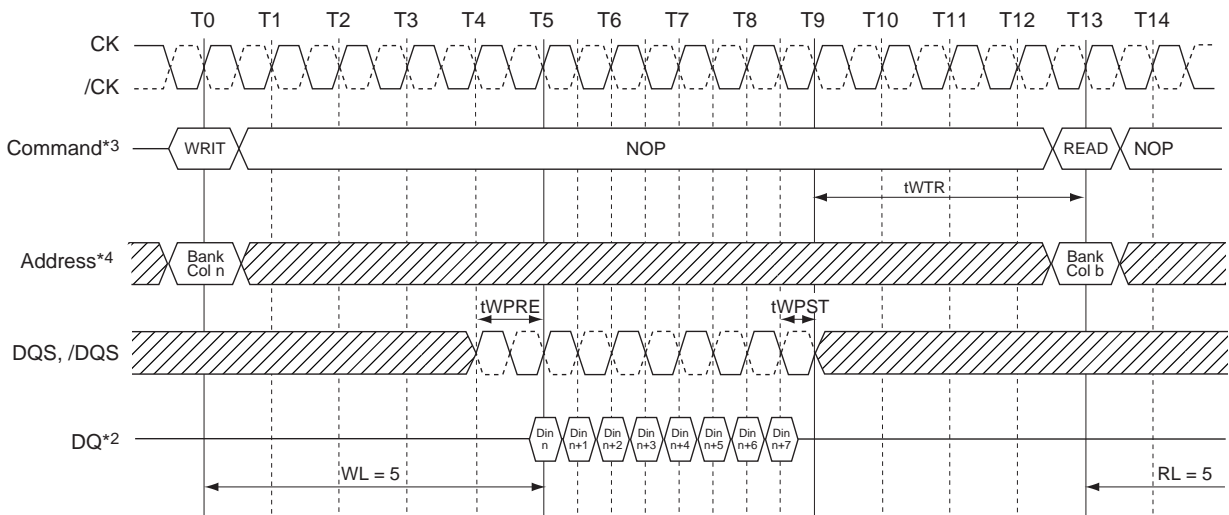 T0 T1 T2 T3 T4 T5 T6 T7 T8 T9 T10 T11 T12 T13 T14
CK
/CK
Command*3 WRIT NOP READ NOP
tWTR
Address*4 Bank Col n Bank Col b
tWPRE tWPST
DQS, /DQS
DQ*2 Din n Din n+1 Din n+2 Din n+3 Din n+4 Din n+5 Din n+6 Din n+7
WL = 5 RL = 5